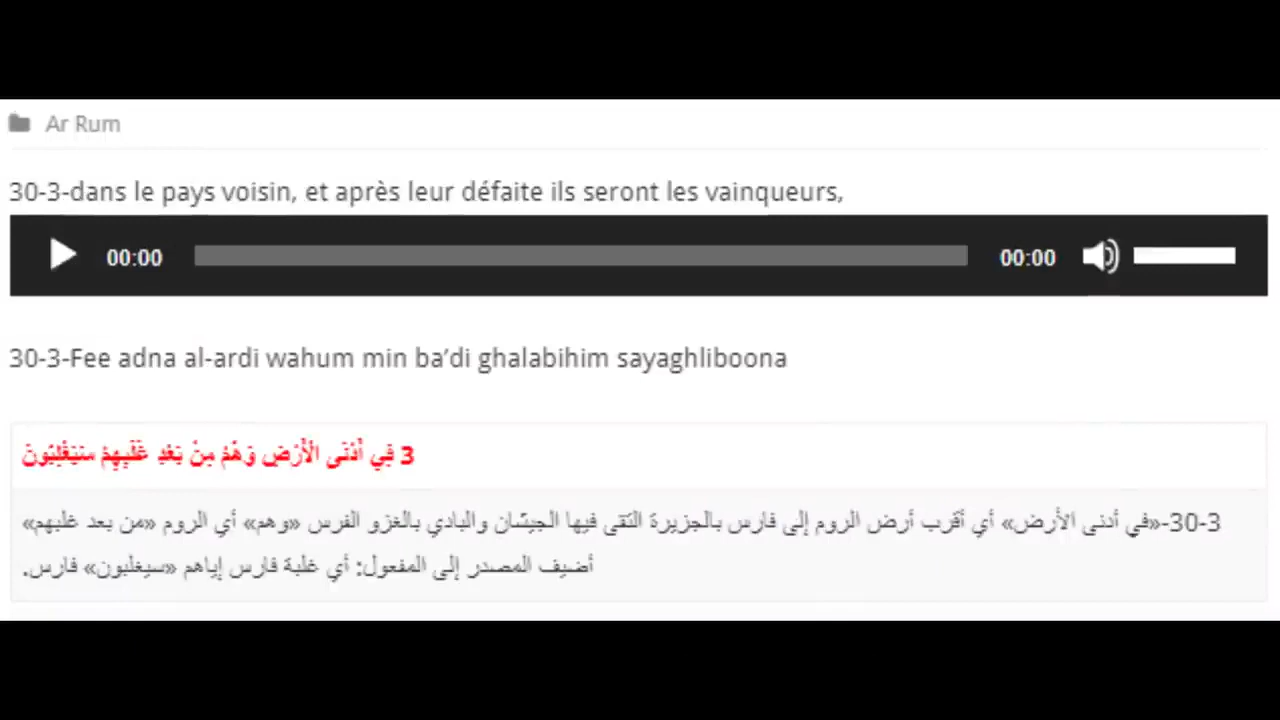 Ar Rum
30-3-dans le pays voisin, et après leur défaite ils seront les vainqueurs,
00:00 00:00
30-3-Fee adna al-ardi wahum min ba’di ghalabihim sayaghliboona
3 فِي أَدْنَى الْأَرْضِ وَهُمْ مِنْ بَعْدِ غَلَبِهِمْ سَيَغْلِبُونَ
30-3-«في أدنى الأرض» أي أقرب أرض الروم إلى فارس بالجزيرة التقى فيها الجيشان والبادي بالغزو الفرس «وهم» أي الروم «من بعد غلبهم»
أضيف المصدر إلى المفعول: أي غلبة فارس إياهم «سيغلبون» فارس.